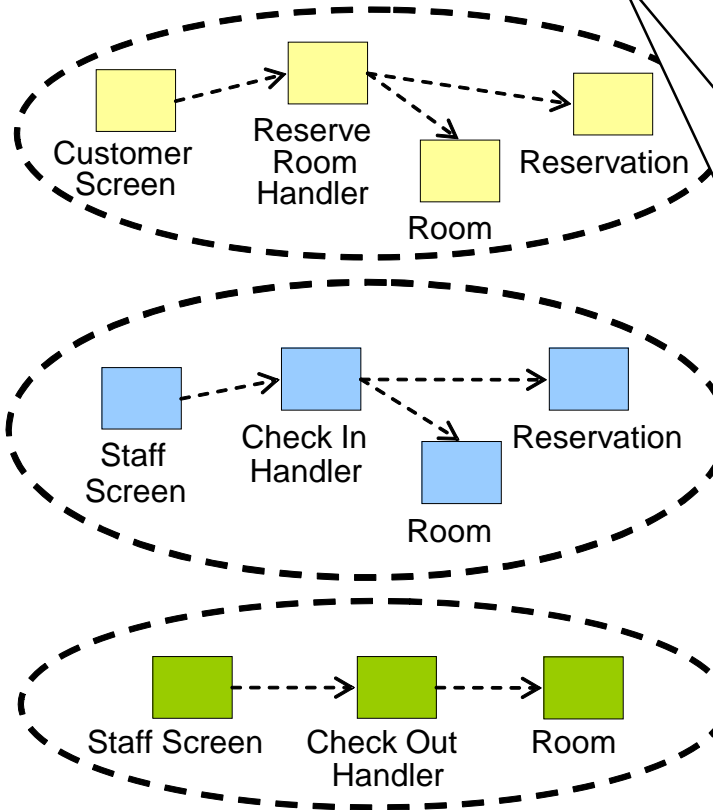 Customer
Screen
Reserve
Room
Handler
Room
Reservation
Staff
Screen
Check In
Handler
Room
Reservation
Staff Screen
Check Out
Handler
Room